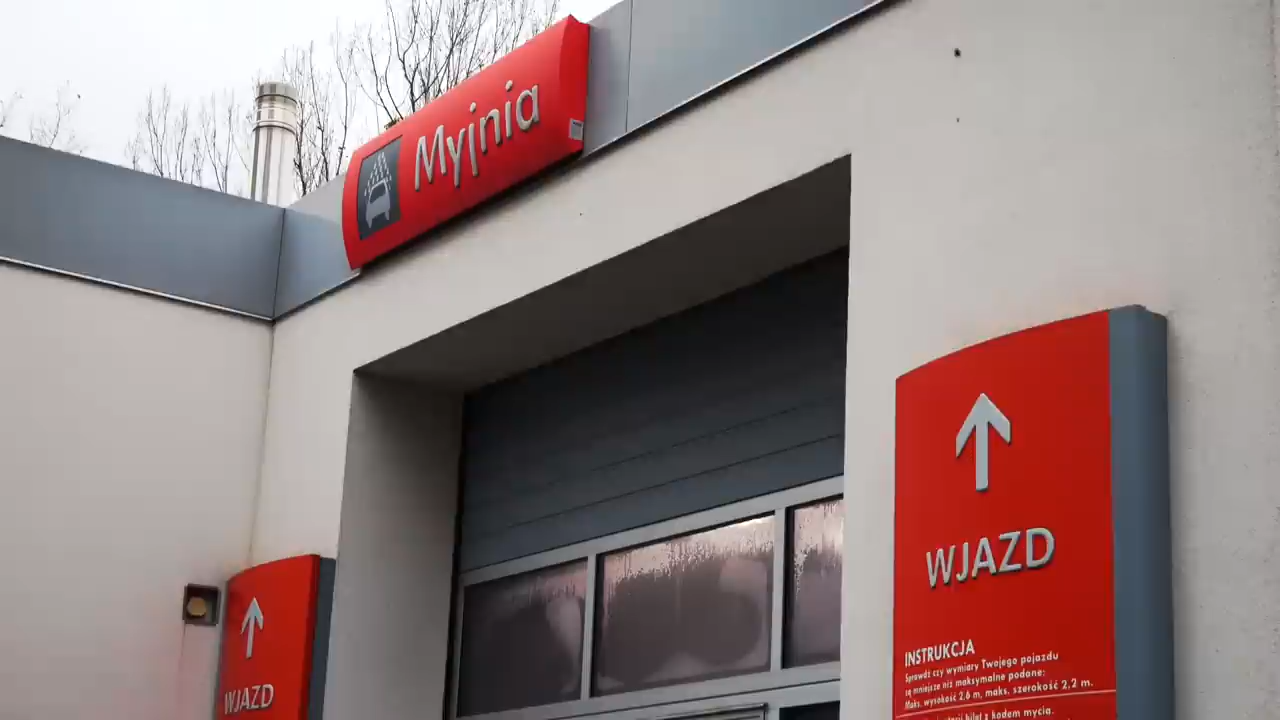 Myjnia
WJAZD
INSTRUKCJA
Sprawdź czy wymiary Twojego pojazdu
są mniejsze niż maksymalne podane:
Maks. wysokość 2,6 m, maks. szerokość 2,2 m.
bilet z kodem mycia.
WJAZD